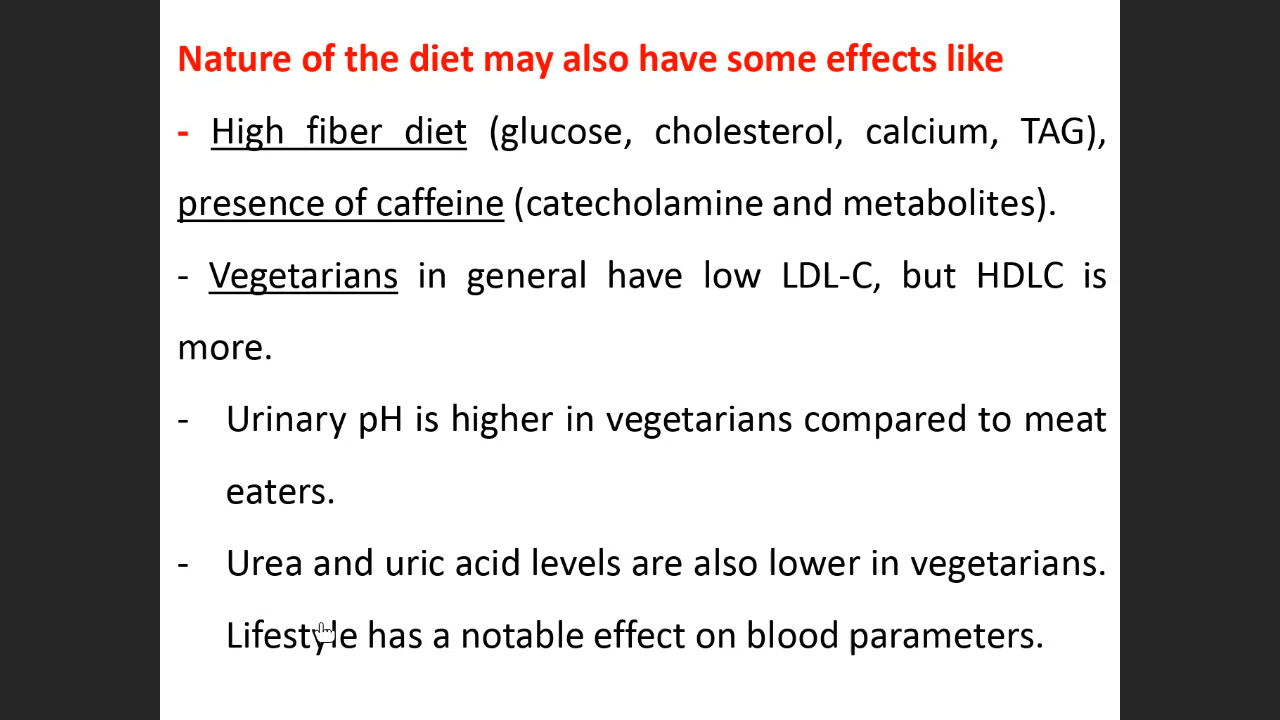 Nature of the diet may also have some effects like
- High fiber diet (glucose, cholesterol, calcium, TAG),
presence of caffeine (catecholamine and metabolites).
- Vegetarians in general have low LDL-C, but HDLC is
more.
- Urinary pH is higher in vegetarians compared to meat
eaters.
- Urea and uric acid levels are also lower in vegetarians.
Lifestyle has a notable effect on blood parameters.